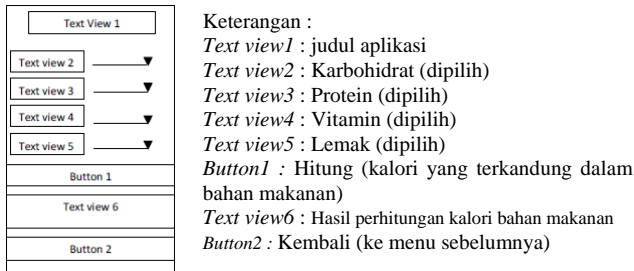 Text View 1
Text view 2
Text view 3
Text view 4
Text view 5
Button 1
Text view 6
Button 2
Keterangan :
Text view1 : judul aplikasi
Text view2 : Karbohidrat (dipilih)
Text view3 : Protein (dipilih)
Text view4 : Vitamin (dipilih)
Text view5 : Lemak (dipilih)
Button1 : Hitung (kalori yang terkandung dalam
bahan makanan)
Text view6 : Hasil perhitungan kalori bahan makanan
Button2 : Kembali (ke menu sebelumnya)